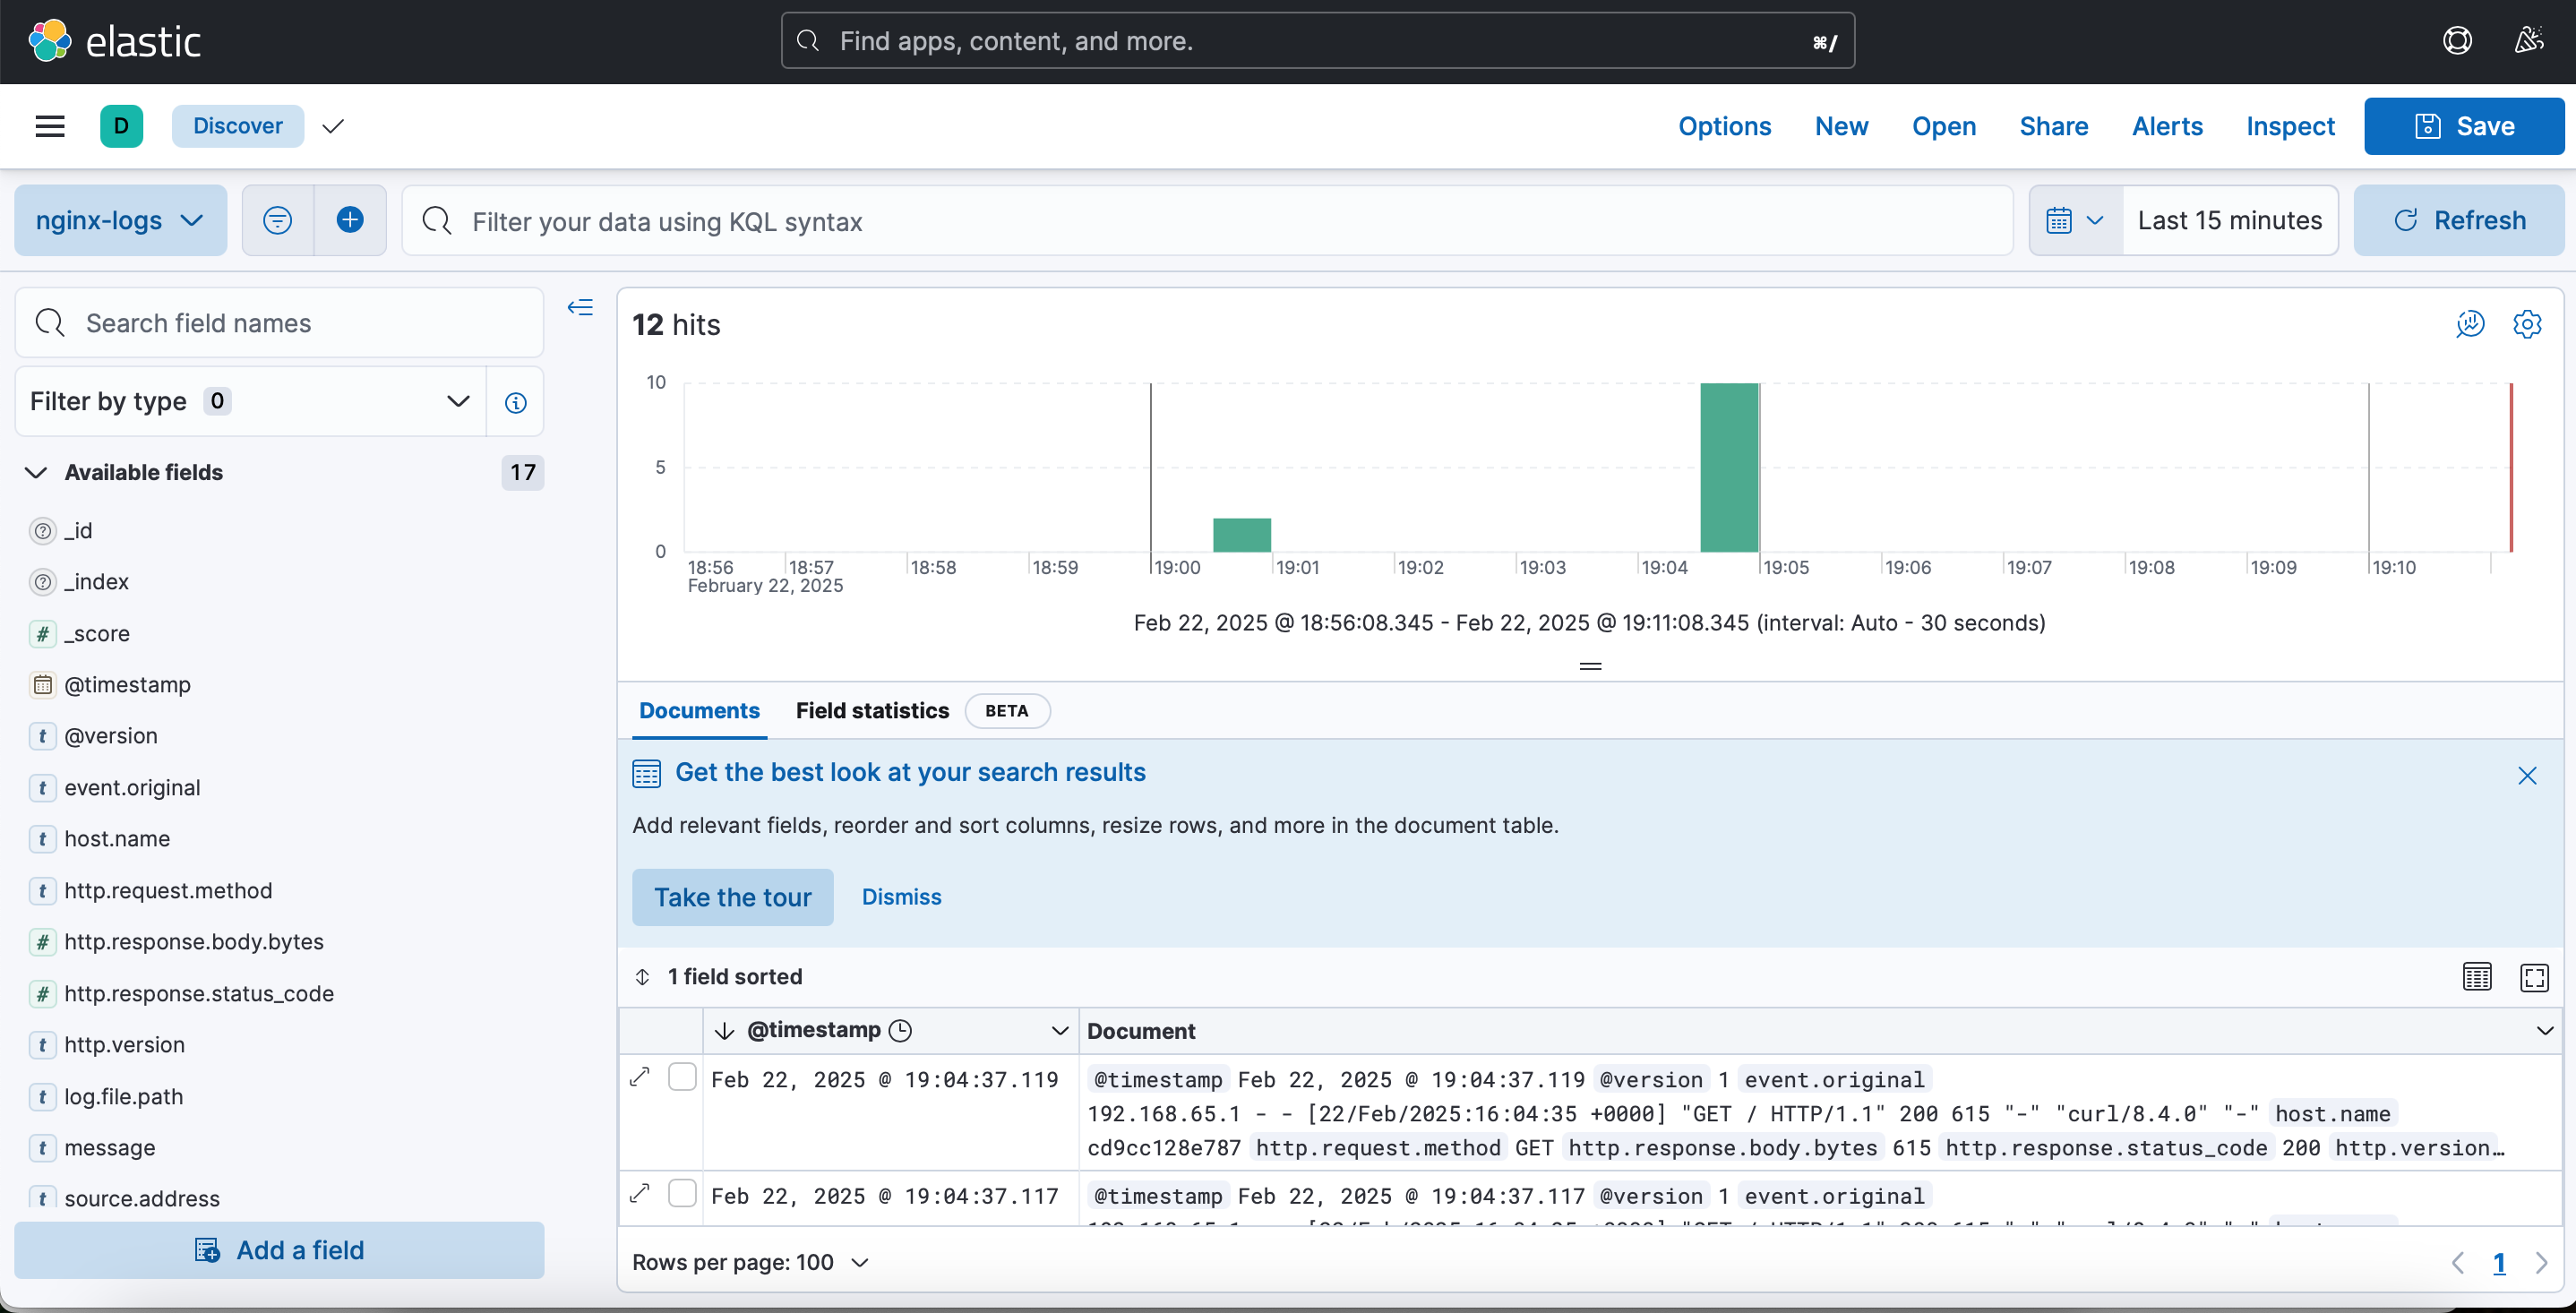 elastic
Find apps, content, and more.
⌘/
D
Discover
Options
New
Open
Share
Alerts
Inspect
Save
nginx-logs
Filter your data using KQL syntax
Last 15 minutes
Refresh
Search field names
Filter by type 0
Available fields 17
_id
_index
_score
@timestamp
@version
event.original
host.name
http.request.method
http.response.body.bytes
http.response.status_code
http.version
log.file.path
message
source.address
Add a field
12 hits
10
5
0
18:56 18:57 18:58 18:59 19:00 19:01 19:02 19:03 19:04 19:05 19:06 19:07 19:08 19:09 19:10
February 22, 2025
Feb 22, 2025 @ 18:56:08.345 - Feb 22, 2025 @ 19:11:08.345 (interval: Auto - 30 seconds)
Documents
Field statistics
BETA
Get the best look at your search results
Add relevant fields, reorder and sort columns, resize rows, and more in the document table.
Take the tour
Dismiss
1 field sorted
@timestamp
Document
Feb 22, 2025 @ 19:04:37.119
@timestamp Feb 22, 2025 @ 19:04:37.119 @version 1 event.original
192.168.65.1 - - [22/Feb/2025:16:04:35 +0000] "GET / HTTP/1.1" 200 615 "-" "curl/8.4.0" "-" host.name
cd9cc128e787 http.request.method GET http.response.body.bytes 615 http.response.status_code 200 http.version…
Feb 22, 2025 @ 19:04:37.117
@timestamp Feb 22, 2025 @ 19:04:37.117 @version 1 event.original
Rows per page: 100
1